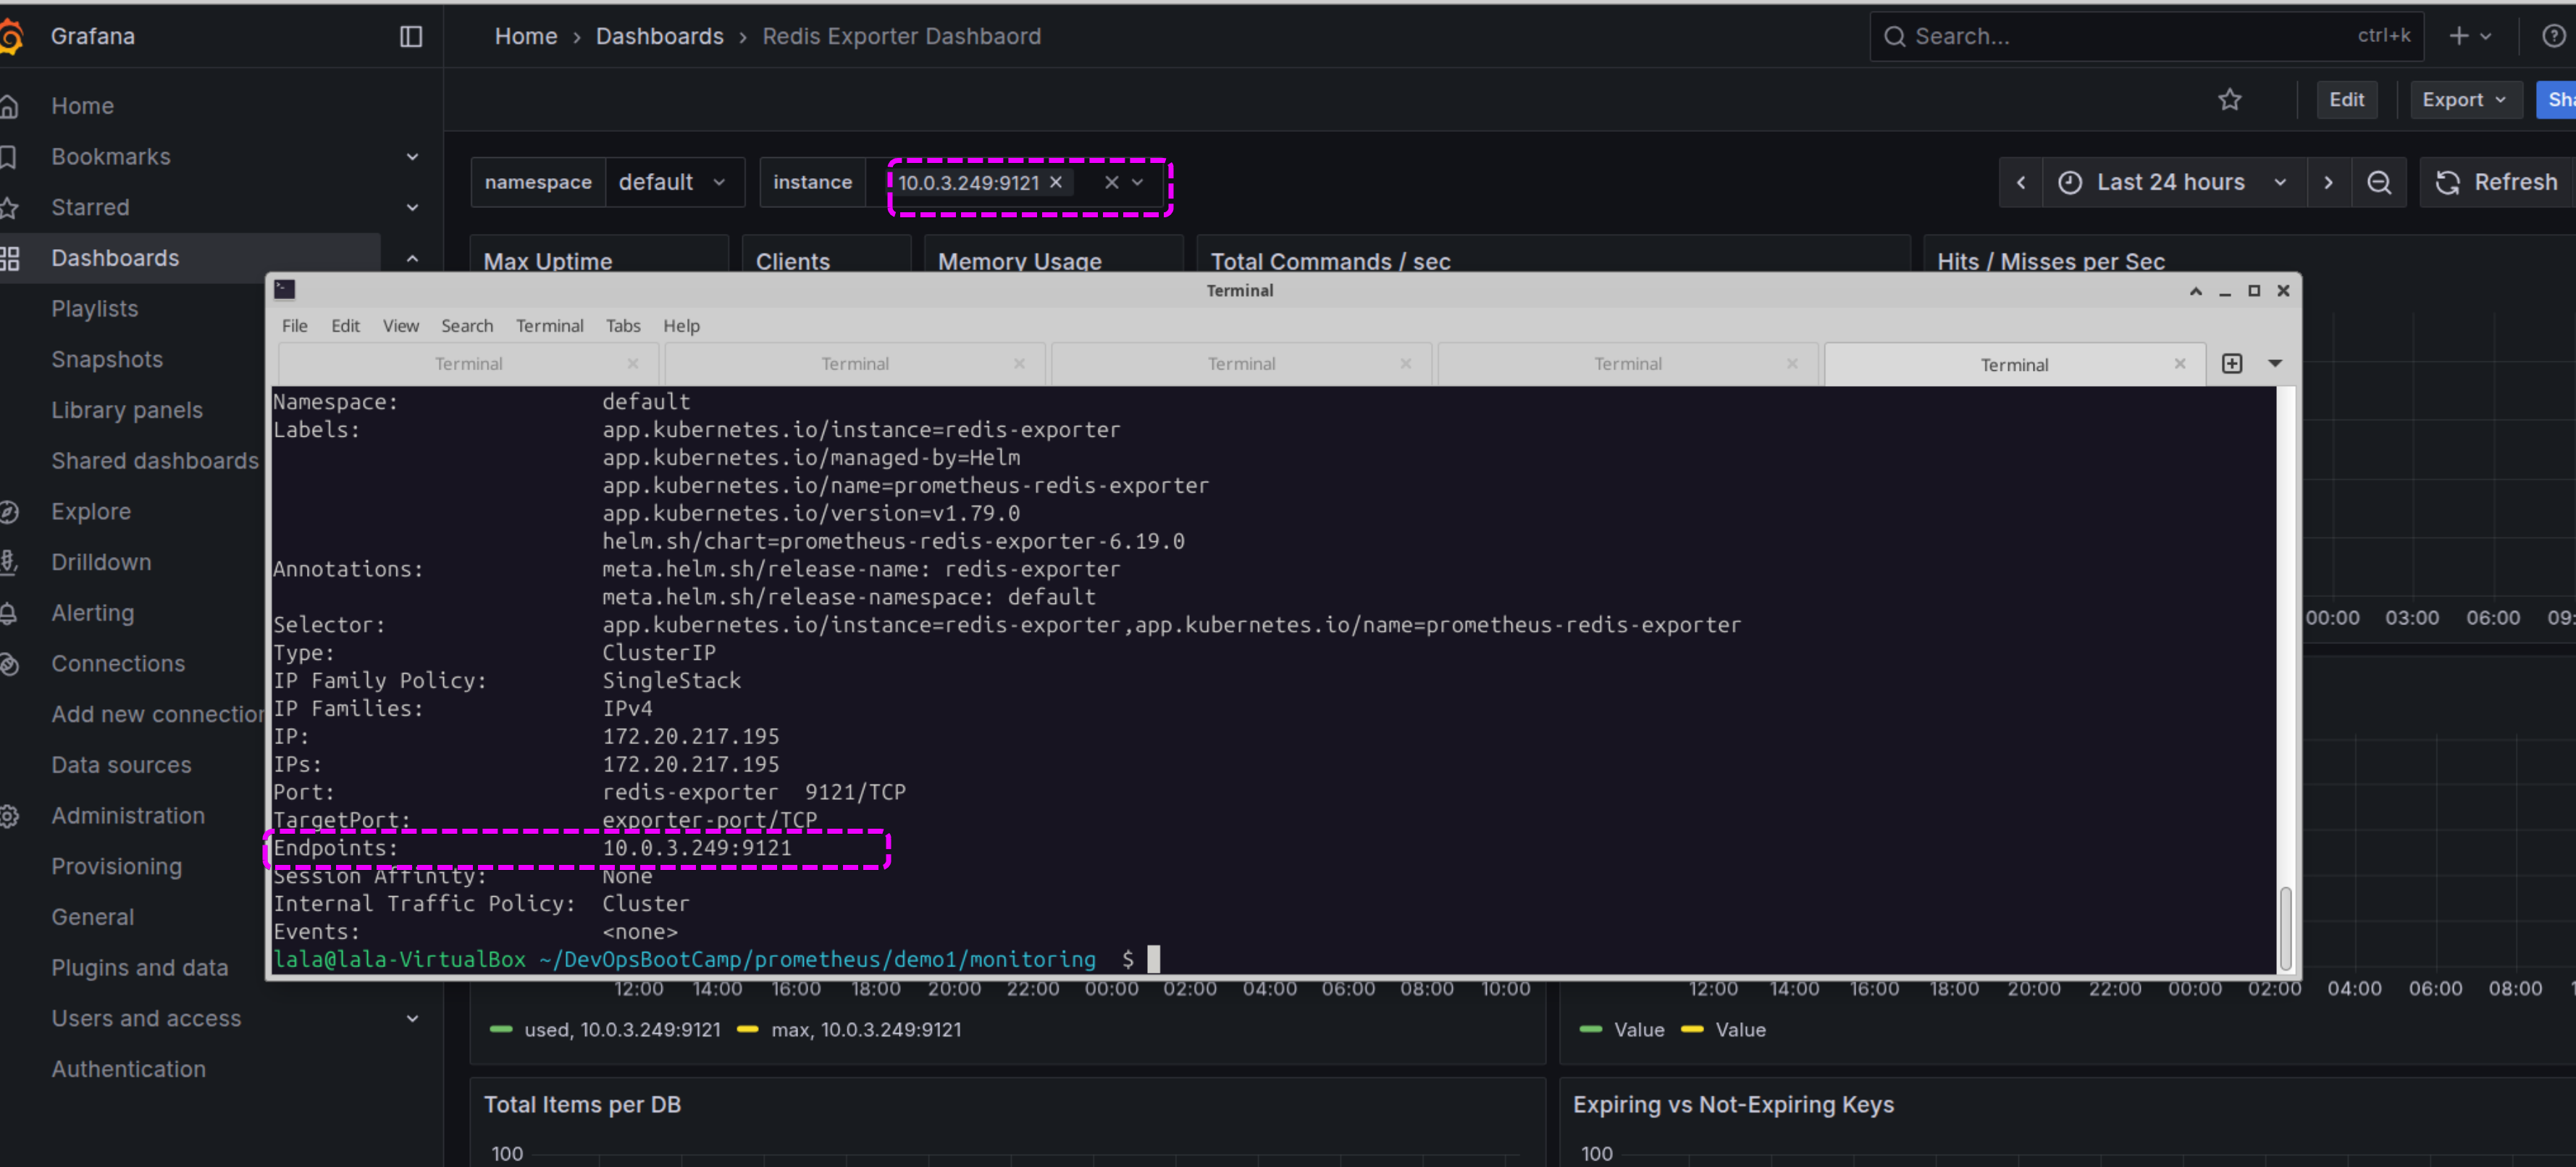 Grafana
Home › Dashboards › Redis Exporter Dashbaord
Search...
ctrl+k
Home
Bookmarks
Starred
Dashboards
Playlists
Snapshots
Library panels
Shared dashboards
Explore
Drilldown
Alerting
Connections
Add new connection
Data sources
Administration
Provisioning
General
Plugins and data
Users and access
Authentication
Edit
Export
namespace default
instance 10.0.3.249:9121
Last 24 hours
Refresh
Max Uptime
Clients
Memory Usage
Total Commands / sec
Hits / Misses per Sec
Terminal
File Edit View Search Terminal Tabs Help
Terminal Terminal Terminal Terminal Terminal
Namespace: default
Labels: app.kubernetes.io/instance=redis-exporter
app.kubernetes.io/managed-by=Helm
app.kubernetes.io/name=prometheus-redis-exporter
app.kubernetes.io/version=v1.79.0
helm.sh/chart=prometheus-redis-exporter-6.19.0
Annotations: meta.helm.sh/release-name: redis-exporter
meta.helm.sh/release-namespace: default
Selector: app.kubernetes.io/instance=redis-exporter,app.kubernetes.io/name=prometheus-redis-exporter
Type: ClusterIP
IP Family Policy: SingleStack
IP Families: IPv4
IP: 172.20.217.195
IPs: 172.20.217.195
Port: redis-exporter 9121/TCP
TargetPort: exporter-port/TCP
Endpoints: 10.0.3.249:9121
Session Affinity: None
Internal Traffic Policy: Cluster
Events: <none>
lala@lala-VirtualBox ~/DevOpsBootCamp/prometheus/demo1/monitoring $
00:00 03:00 06:00
12:00 14:00 16:00 18:00 20:00 22:00 00:00 02:00 04:00 06:00 08:00 10:00
used, 10.0.3.249:9121 max, 10.0.3.249:9121
12:00 14:00 16:00 18:00 20:00 22:00 00:00 02:00 04:00 06:00 08:00
Value Value
Total Items per DB
100
Expiring vs Not-Expiring Keys
100